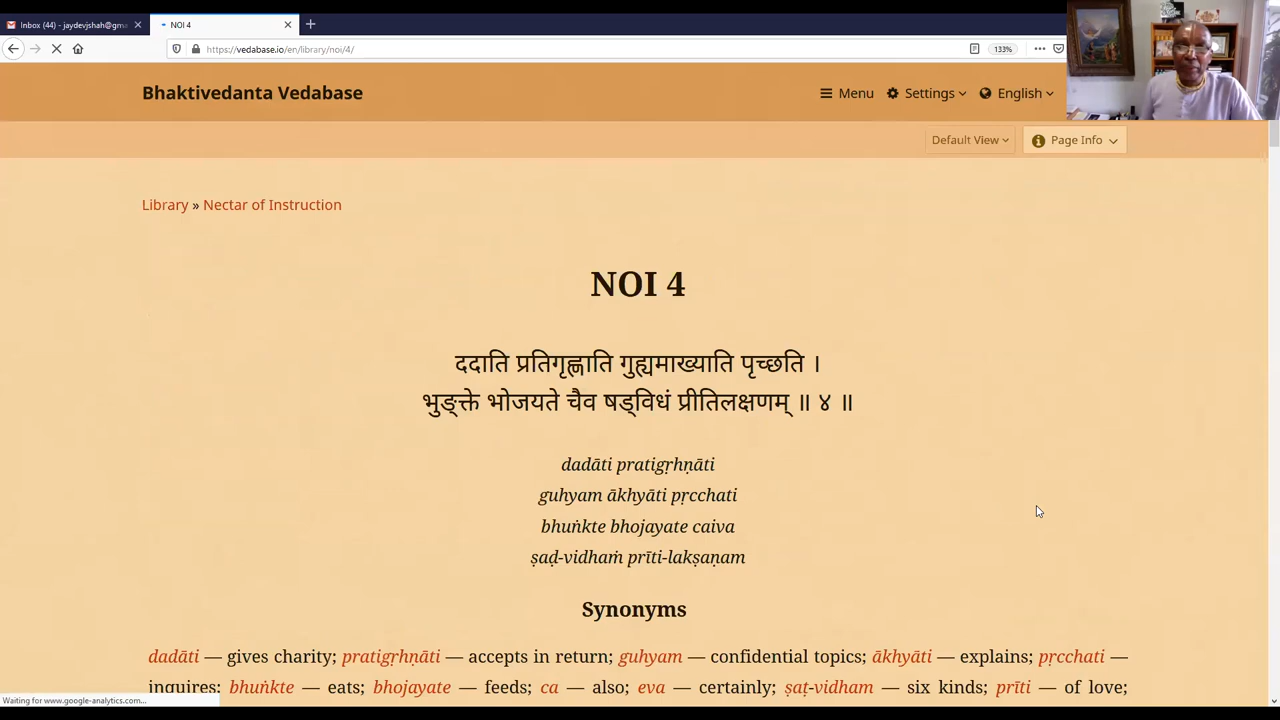 Inbox (44) - jaydevjshah@gma
NOI 4
https://vedabase.io/en/library/noi/4/
133%
Bhaktivedanta Vedabase
Menu
Settings
English
Default View
Page Info
Library » Nectar of Instruction
NOI 4
ददाति प्रतिगृह्णाति गुह्यमाख्याति पृच्छति ।
भुङ्क्ते भोजयते चैव षड्‍विधं प्रीतिलक्षणम् ॥ ४ ॥
dadāti pratigṛhṇāti
guhyam ākhyāti pṛcchati
bhuṅkte bhojayate caiva
ṣaḍ-vidhaṁ prīti-lakṣaṇam
Synonyms
dadāti — gives charity; pratigṛhṇāti — accepts in return; guhyam — confidential topics; ākhyāti — explains; pṛcchati —
inquires; bhuṅkte — eats; bhojayate — feeds; ca — also; eva — certainly; ṣaṭ-vidham — six kinds; prīti — of love;
Waiting for www.google-analytics.com...